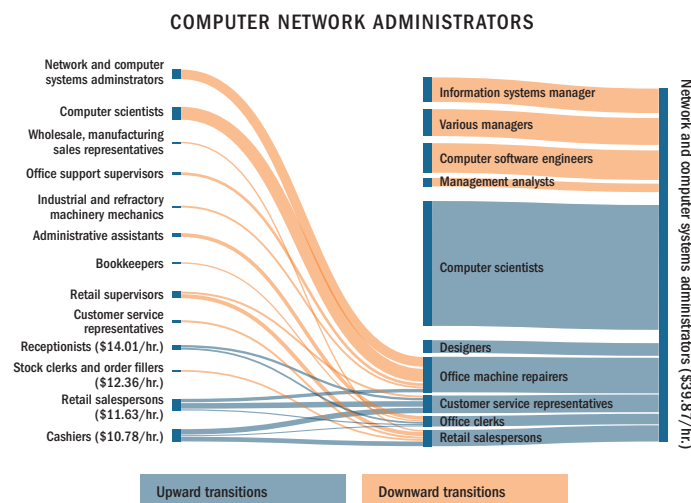 COMPUTER NETWORK ADMINISTRATORS
Network and computer
systems adminstrators
Computer scientists
Wholesale, manufacturing
sales representatives
Office support supervisors
Industrial and refractory
machinery mechanics
Administrative assistants
Bookkeepers
Retail supervisors
Customer service
representatives
Receptionists ($14.01/hr.)
Stock clerks and order fillers
($12.36/hr.)
Retail salespersons
($11.63/hr.)
Cashiers ($10.78/hr.)
Information systems manager
Various managers
Computer software engineers
Management analysts
Computer scientists
Designers
Office machine repairers
Customer service representatives
Office clerks
Retail salespersons
Network and computer systems administrators ($39.87/hr.)
Upward transitions
Downward transitions